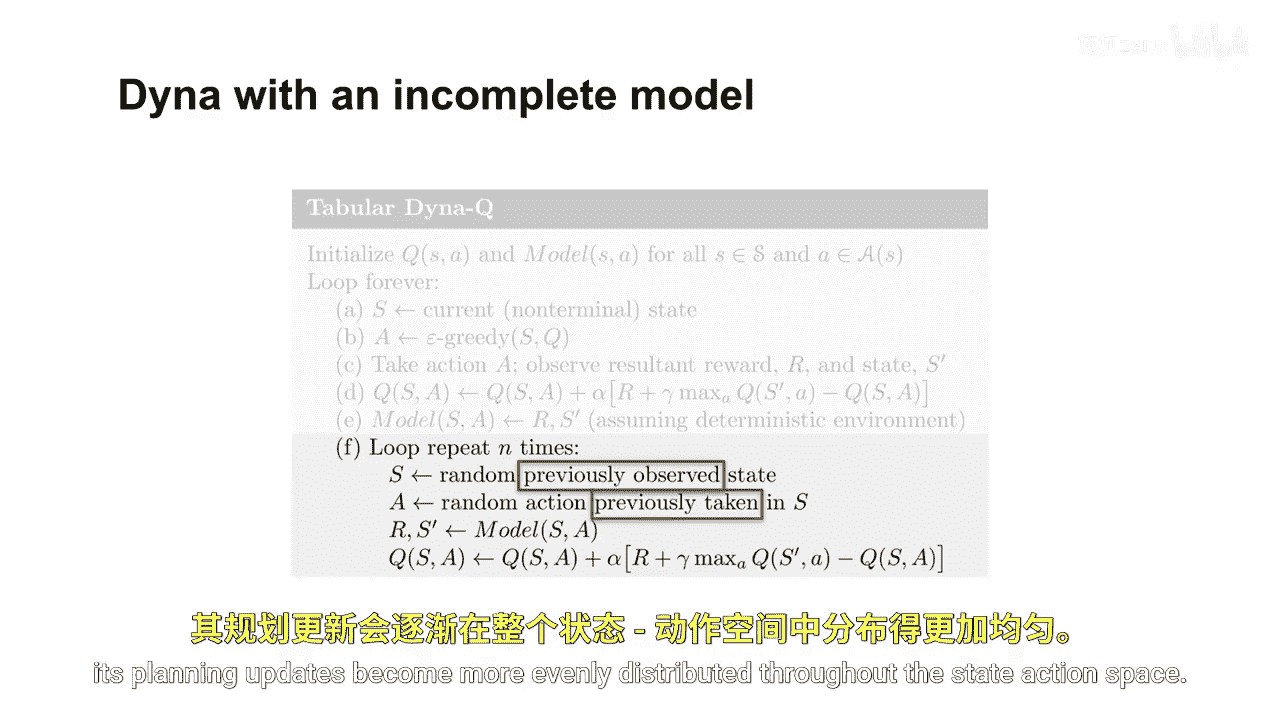 Dyna with an incomplete model
Tabular Dyna-Q
Initialize Q(s, a) and Model(s, a) for all s ∈ S and a ∈ A(s)
Loop forever:
(a) S ← current (nonterminal) state
(b) A ← ε-greedy(S, Q)
(c) Take action A; observe resultant reward, R, and state, S′
(d) Q(S, A) ← Q(S, A) + α[R + γ maxₐ Q(S′, a) − Q(S, A)]
(e) Model(S, A) ← R, S′ (assuming deterministic environment)
(f) Loop repeat n times:
S ← random previously observed state
A ← random action previously taken in S
R, S′ ← Model(S, A)
Q(S, A) ← Q(S, A) + α[R + γ maxₐ Q(S′, a) − Q(S, A)]
其规划更新会逐渐在整个状态 - 动作空间中分布得更加均匀。
its planning updates become more evenly distributed throughout the state action space.